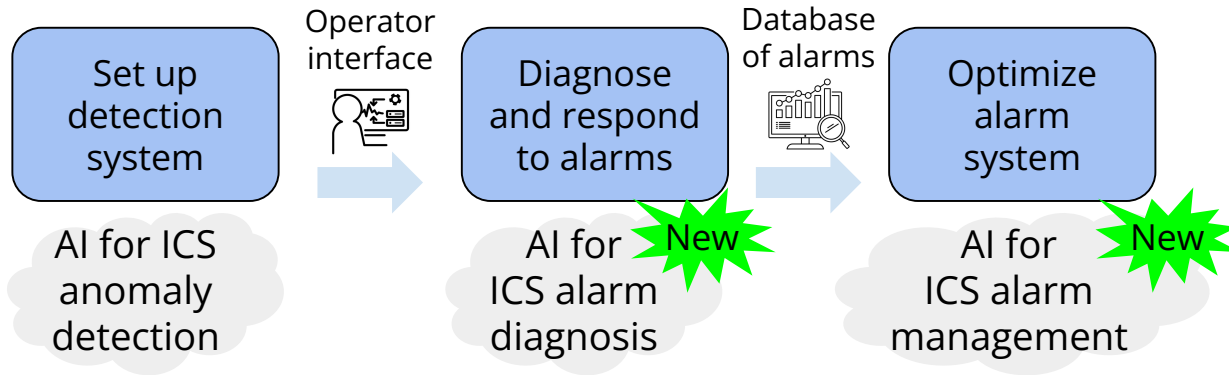 Set up
detection
system
Operator
interface
Diagnose
and respond
to alarms
Database
of alarms
Optimize
alarm
system
AI for ICS
anomaly
detection
AI for
ICS alarm
diagnosis
New
AI for
ICS alarm
management
New